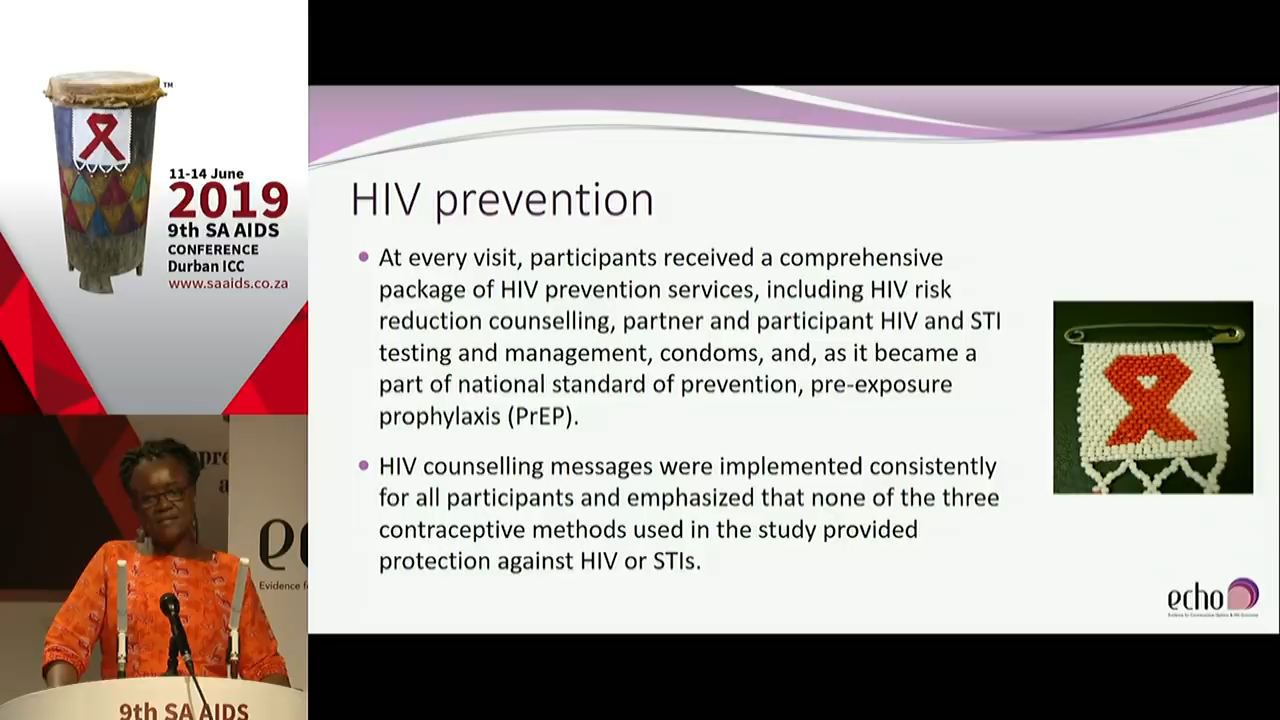 TM
11-14 June
2019
9th SA AIDS
CONFERENCE
Durban ICC
www.saaids.co.za
HIV prevention
At every visit, participants received a comprehensive
package of HIV prevention services, including HIV risk
reduction counselling, partner and participant HIV and STI
testing and management, condoms, and, as it became a
part of national standard of prevention, pre-exposure
prophylaxis (PrEP).
HIV counselling messages were implemented consistently
for all participants and emphasized that none of the three
contraceptive methods used in the study provided
protection against HIV or STIs.
echo
Evidence
9th SA AIDS